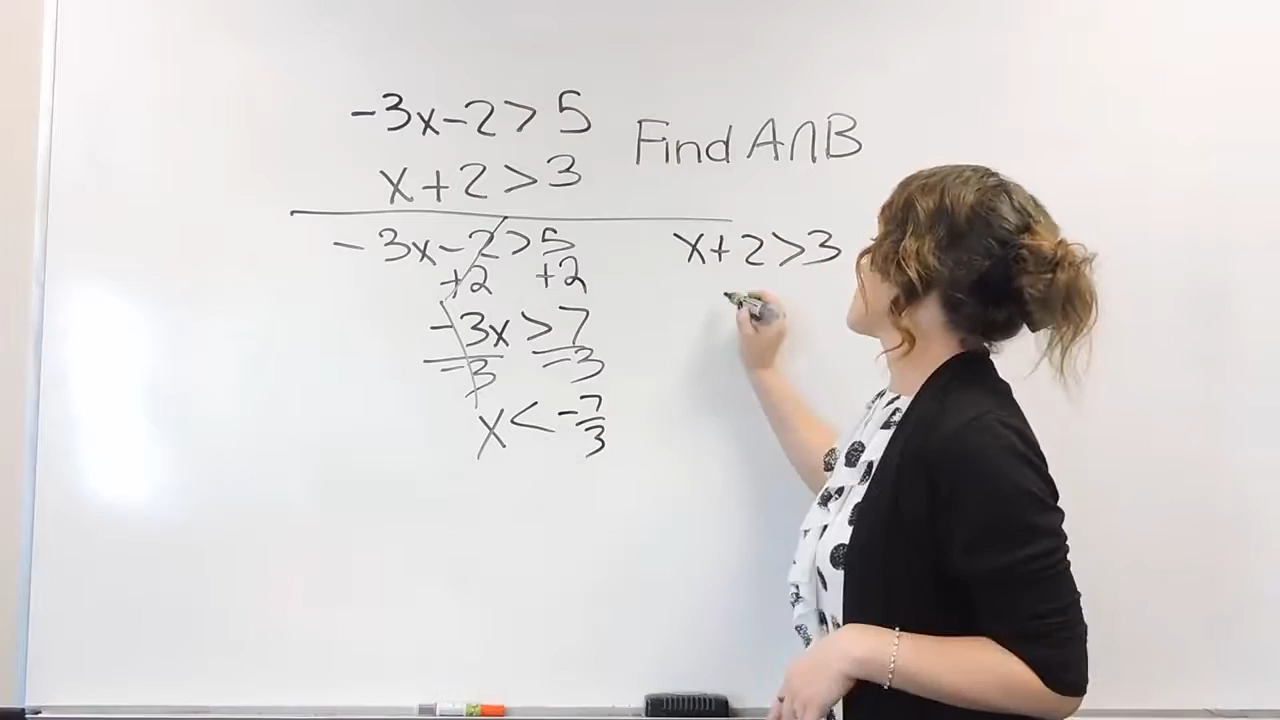 -3x-2>5
x+2>3
Find A∩B
-3x-2>5
+2 +2
-3x>7
-3 -3
x<-7/3
x+2>3